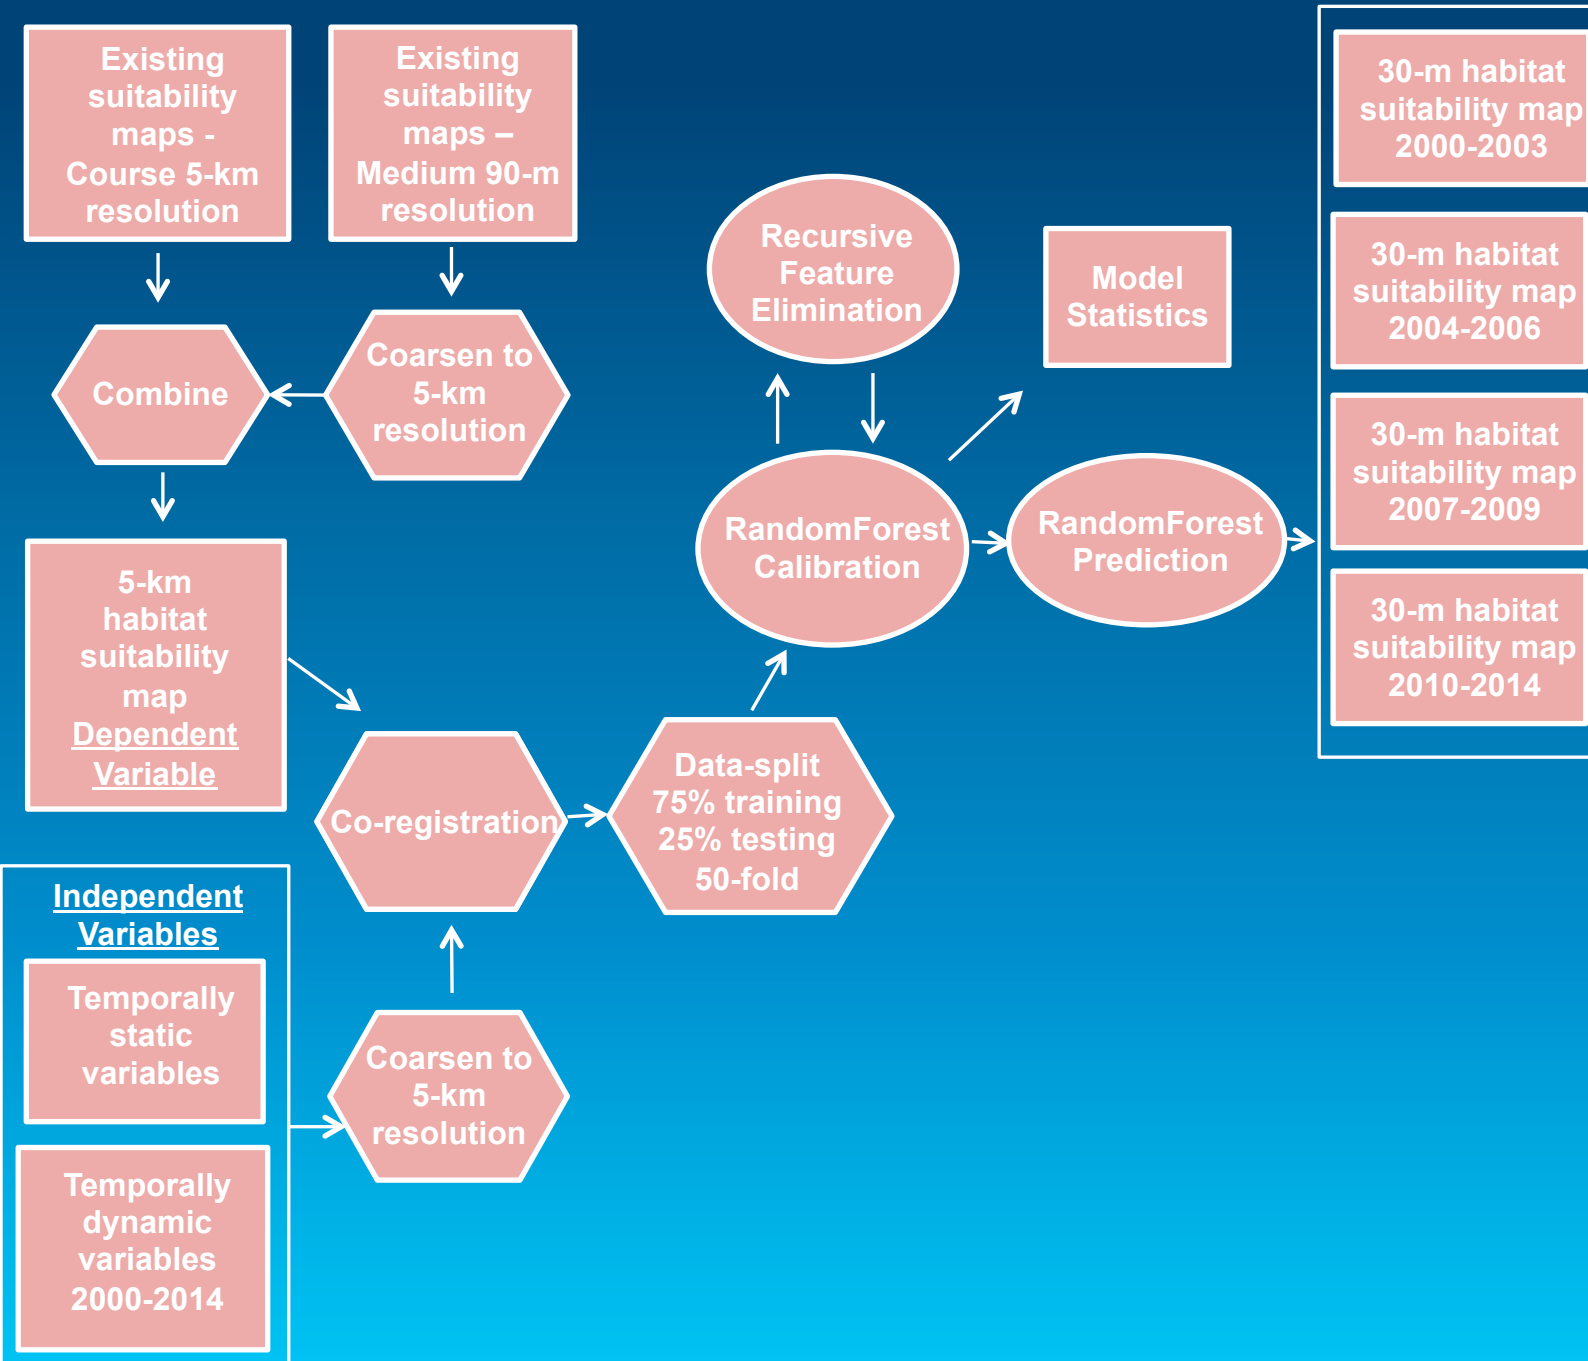 Existing
suitability
maps -
Course 5-km
resolution
Existing
suitability
maps –
Medium 90-m
resolution
Combine
Coarsen to
5-km
resolution
5-km
habitat
suitability
map
Dependent
Variable
Independent
Variables
Temporally
static
variables
Temporally
dynamic
variables
2000-2014
Coarsen to
5-km
resolution
Co-registration
Data-split
75% training
25% testing
50-fold
Recursive
Feature
Elimination
RandomForest
Calibration
Model
Statistics
RandomForest
Prediction
30-m habitat
suitability map
2000-2003
30-m habitat
suitability map
2004-2006
30-m habitat
suitability map
2007-2009
30-m habitat
suitability map
2010-2014